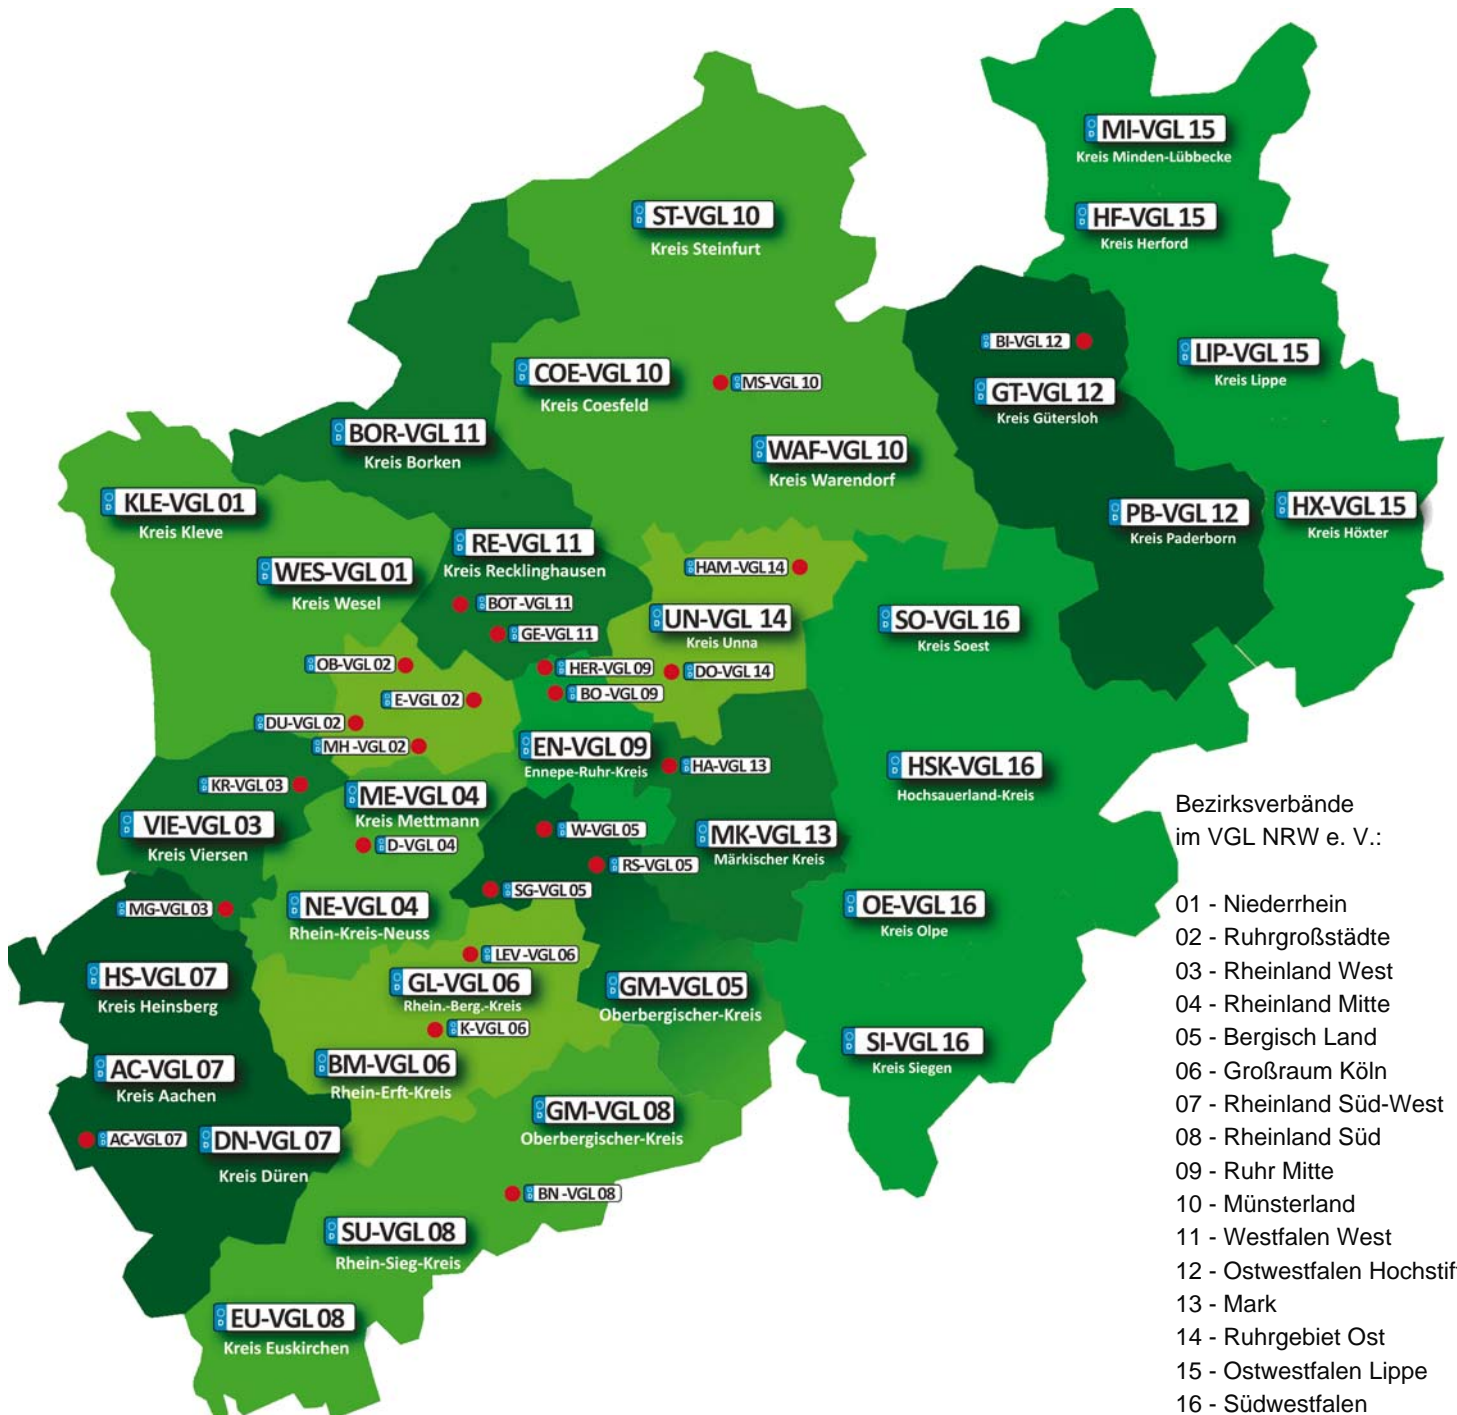 MI-VGL 15
Kreis Minden-Lübbecke
ST-VGL 10
Kreis Steinfurt
HF-VGL 15
Kreis Herford
BI-VGL 12
LIP-VGL 15
Kreis Lippe
COE-VGL 10
Kreis Coesfeld
MS-VGL 10
GT-VGL 12
Kreis Gütersloh
BOR-VGL 11
Kreis Borken
WAF-VGL 10
Kreis Warendorf
KLE-VGL 01
Kreis Kleve
PB-VGL 12
Kreis Paderborn
HX-VGL 15
Kreis Höxter
RE-VGL 11
Kreis Recklinghausen
WES-VGL 01
Kreis Wesel
HAM -VGL 14
BOT -VGL 11
UN-VGL 14
Kreis Unna
SO-VGL 16
Kreis Soest
GE-VGL 11
OB-VGL 02
HER-VGL 09
DO-VGL 14
E-VGL 02
BO -VGL 09
DU-VGL 02
MH -VGL 02
EN-VGL 09
Ennepe-Ruhr-Kreis
HA-VGL 13
HSK-VGL 16
Hochsauerland-Kreis
KR-VGL 03
ME-VGL 04
Kreis Mettmann
VIE-VGL 03
Kreis Viersen
D-VGL 04
W-VGL 05
MK-VGL 13
Märkischer Kreis
RS-VGL 05
SG-VGL 05
MG-VGL 03
NE-VGL 04
Rhein-Kreis-Neuss
OE-VGL 16
Kreis Olpe
LEV -VGL 06
HS-VGL 07
Kreis Heinsberg
GL-VGL 06
Rhein.-Berg.-Kreis
GM-VGL 05
Oberbergischer-Kreis
K-VGL 06
SI-VGL 16
Kreis Siegen
AC-VGL 07
Kreis Aachen
BM-VGL 06
Rhein-Erft-Kreis
GM-VGL 08
Oberbergischer-Kreis
AC-VGL 07
DN-VGL 07
Kreis Düren
BN -VGL 08
SU-VGL 08
Rhein-Sieg-Kreis
EU-VGL 08
Kreis Euskirchen
Bezirksverbände
im VGL NRW e. V.:
01 - Niederrhein
02 - Ruhrgroßstädte
03 - Rheinland West
04 - Rheinland Mitte
05 - Bergisch Land
06 - Großraum Köln
07 - Rheinland Süd-West
08 - Rheinland Süd
09 - Ruhr Mitte
10 - Münsterland
11 - Westfalen West
12 - Ostwestfalen Hochstif
13 - Mark
14 - Ruhrgebiet Ost
15 - Ostwestfalen Lippe
16 - Südwestfalen